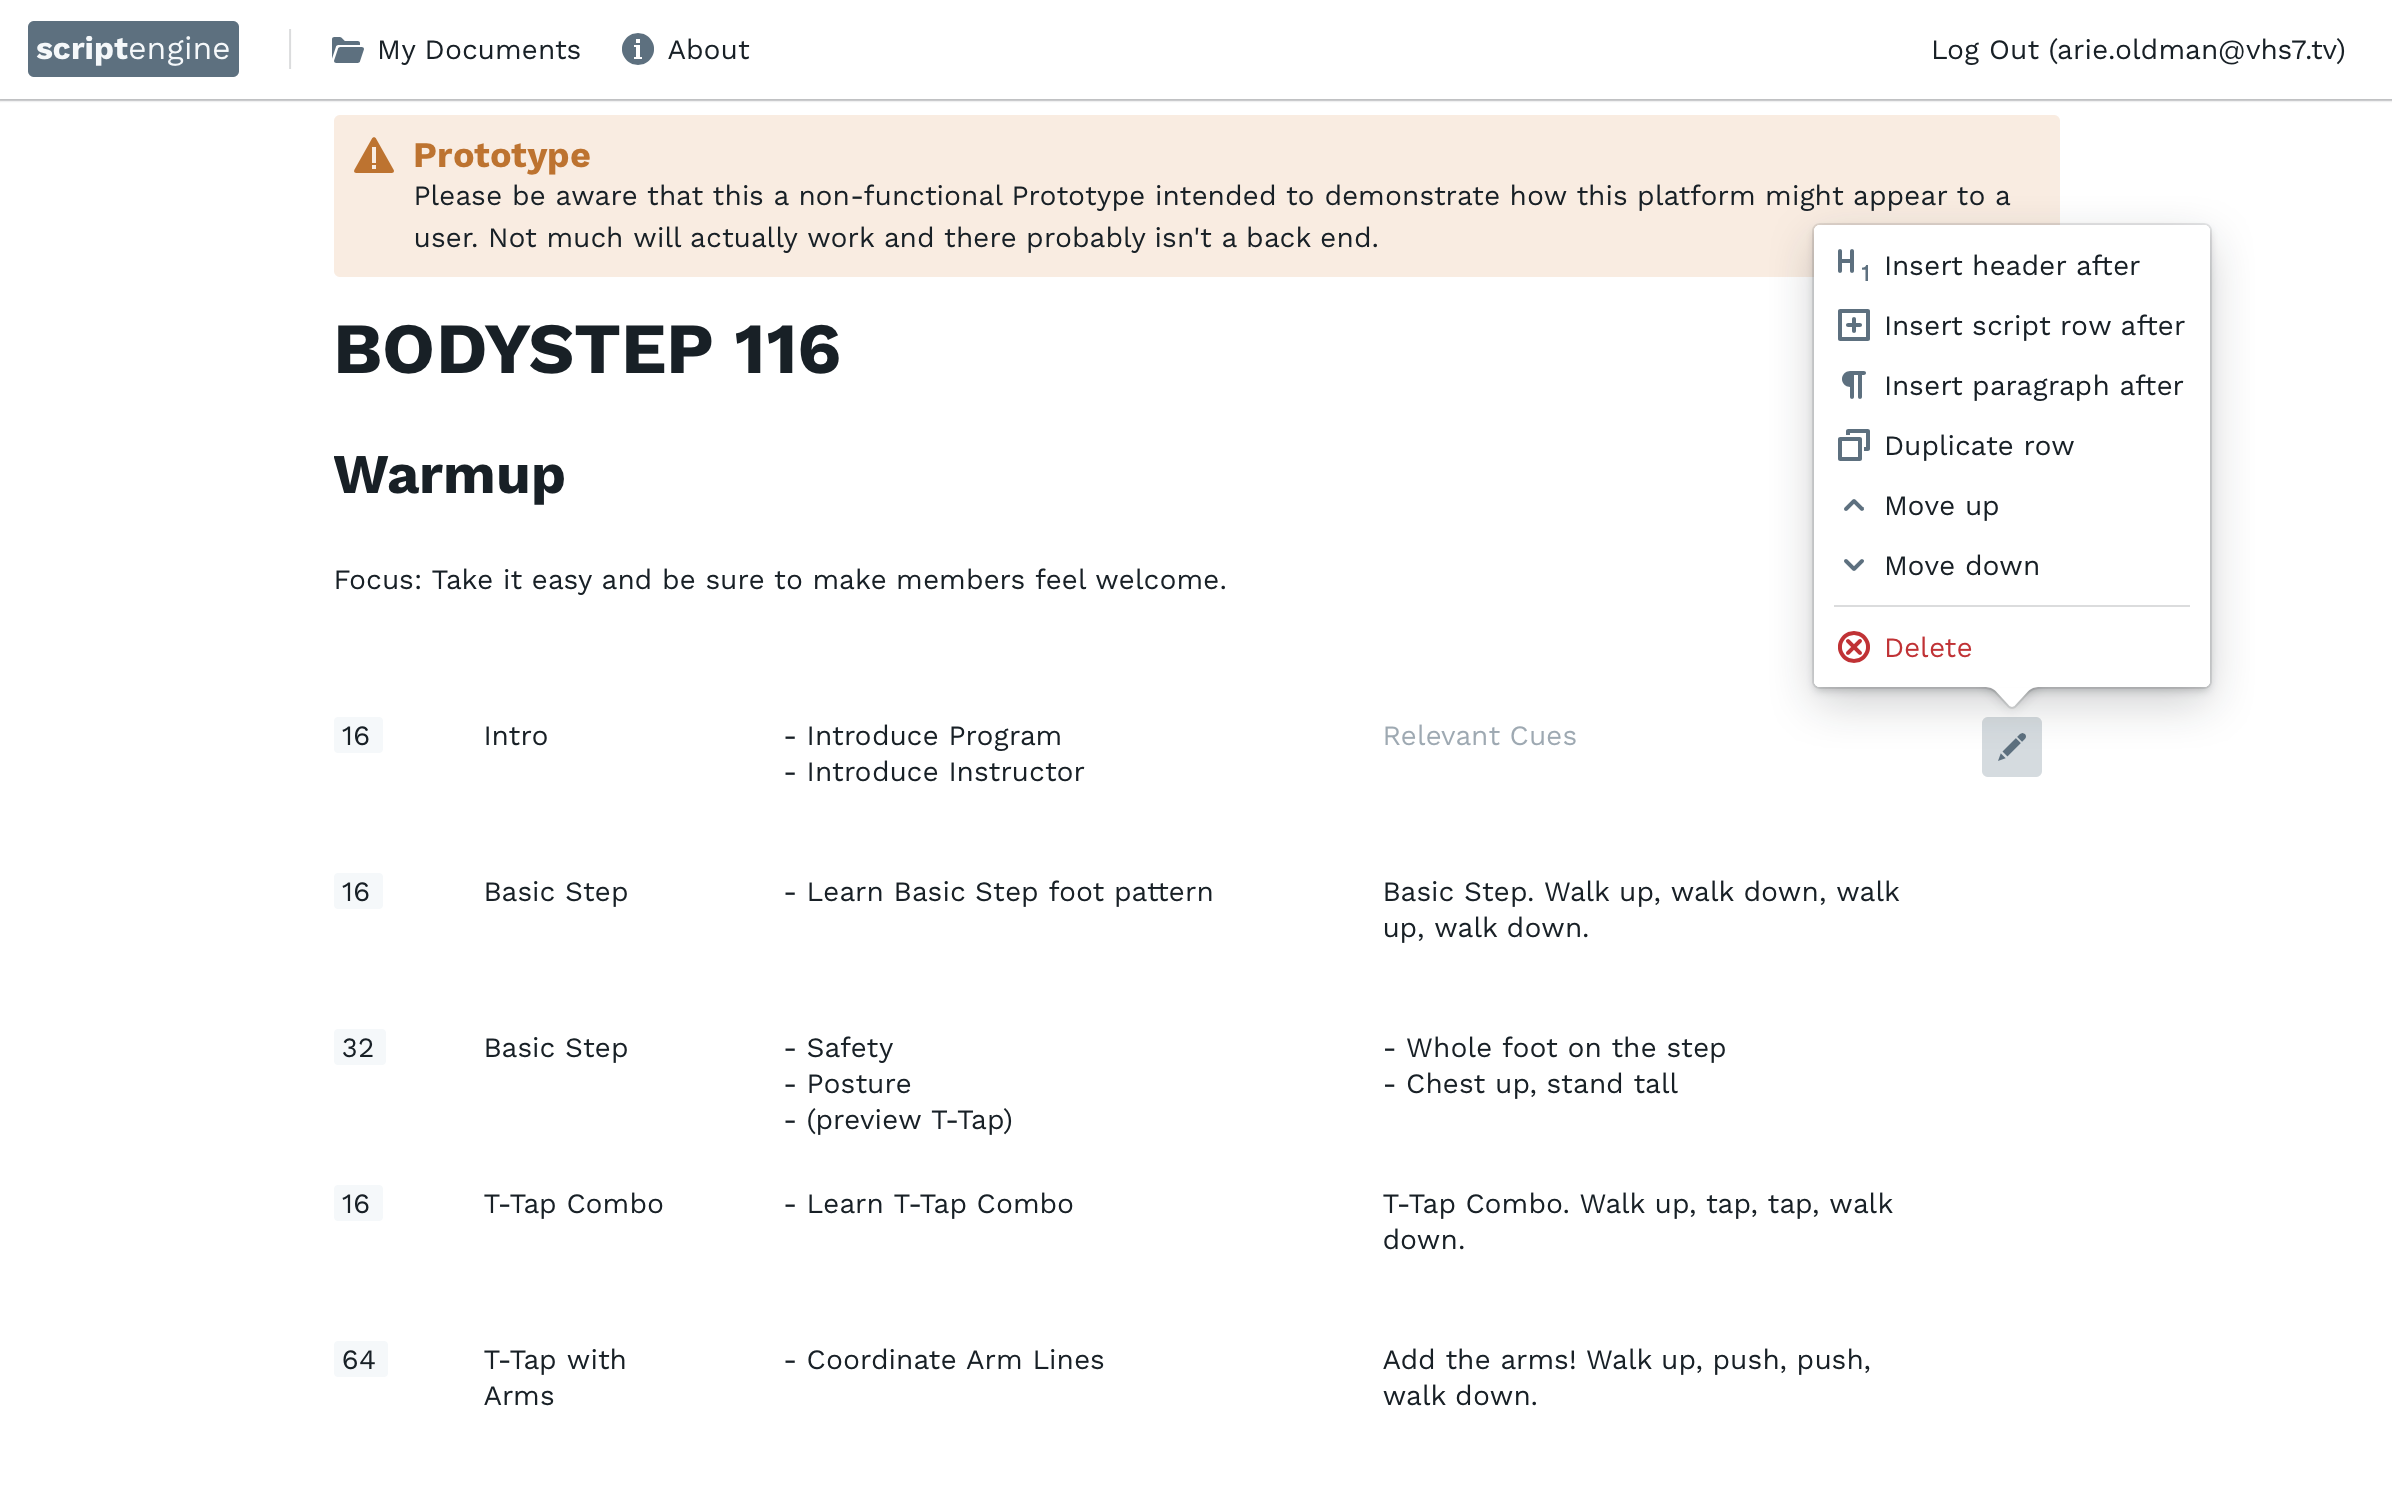 scriptengine
My Documents
About
Log Out (arie.oldman@vhs7.tv)
Prototype
Please be aware that this a non-functional Prototype intended to demonstrate how this platform might appear to a
user. Not much will actually work and there probably isn't a back end.
H1 Insert header after
Insert script row after
Insert paragraph after
Duplicate row
Move up
Move down
Delete
BODYSTEP 116
Warmup
Focus: Take it easy and be sure to make members feel welcome.
16
Intro
- Introduce Program
- Introduce Instructor
Relevant Cues
16
Basic Step
- Learn Basic Step foot pattern
Basic Step. Walk up, walk down, walk
up, walk down.
32
Basic Step
- Safety
- Posture
- (preview T-Tap)
- Whole foot on the step
- Chest up, stand tall
16
T-Tap Combo
- Learn T-Tap Combo
T-Tap Combo. Walk up, tap, tap, walk
down.
64
T-Tap with
Arms
- Coordinate Arm Lines
Add the arms! Walk up, push, push,
walk down.